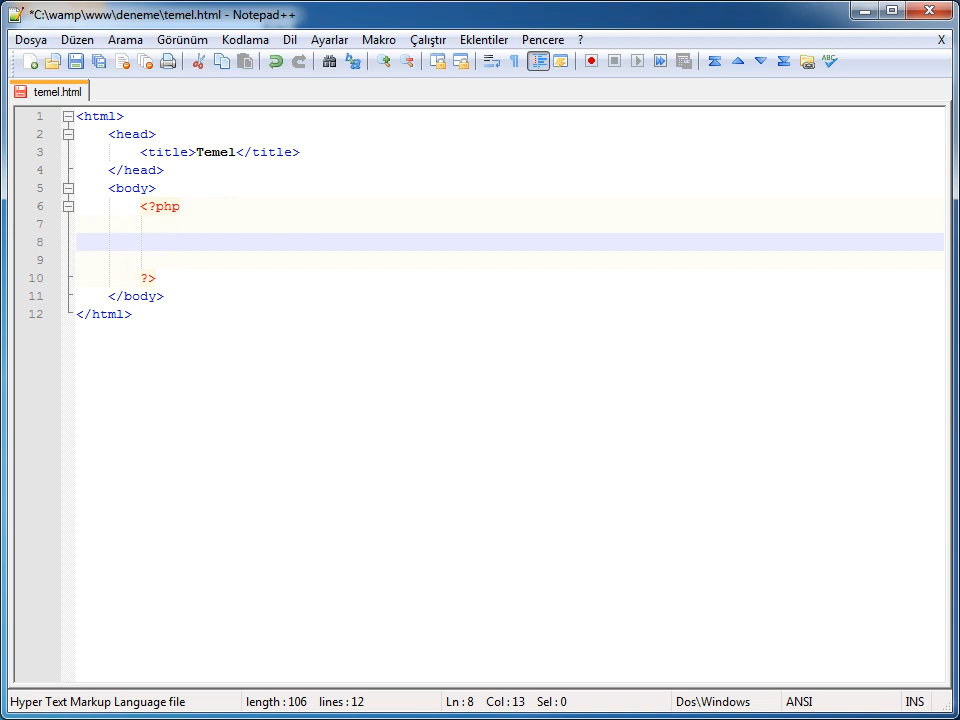 *C:\wamp\www\deneme\temel.html - Notepad++
Dosya Düzen Arama Görünüm Kodlama Dil Ayarlar Makro Çalıştır Eklentiler Pencere ? X
temel.html
1 <html>
2 <head>
3 <title>Temel</title>
4 </head>
5 <body>
6 <?php
7
8
9
10 ?>
11 </body>
12 </html>
Hyper Text Markup Language file length : 106 lines : 12 Ln : 8 Col : 13 Sel : 0 Dos\Windows ANSI INS